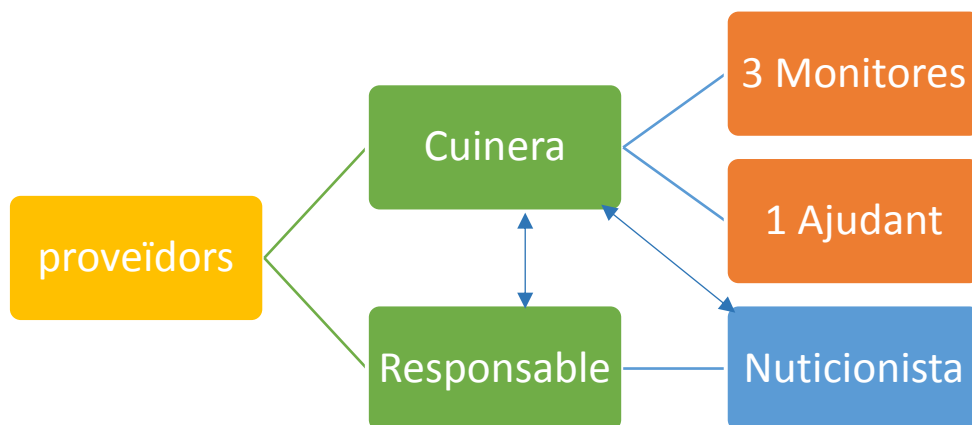 proveïdors
Cuinera
Responsable
3 Monitores
1 Ajudant
Nuticionista